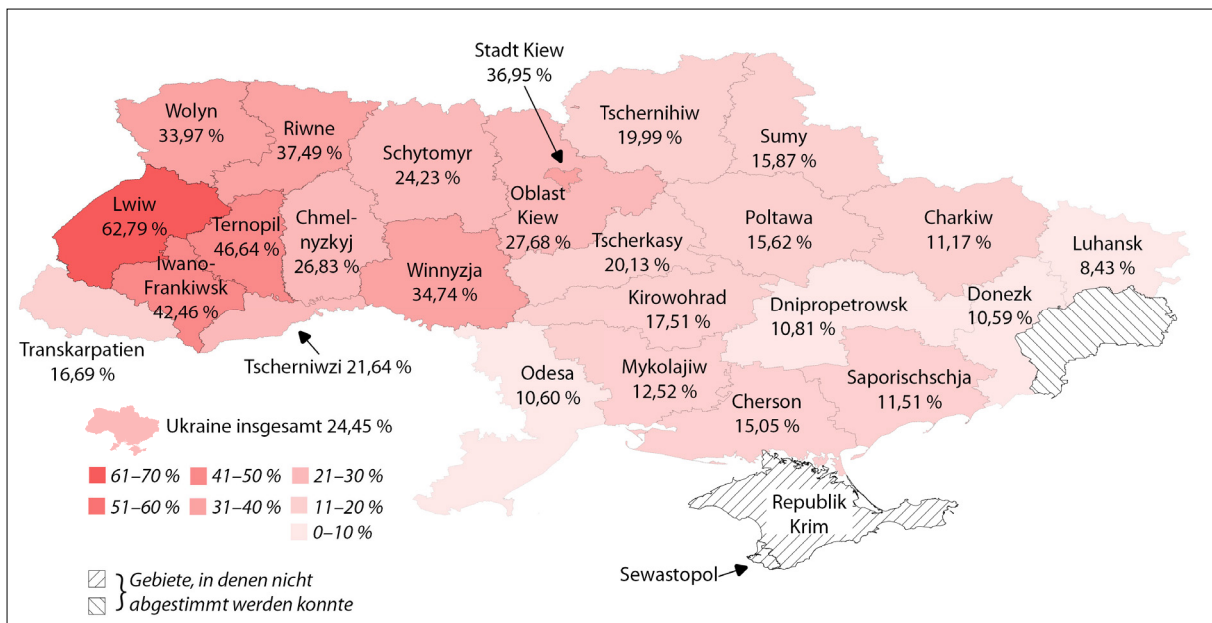 Stadt Kiew
36,95 %
Wolyn
33,97 %
Riwne
37,49 %
Schytomyr
24,23 %
Tschernihiw
19,99 %
Sumy
15,87 %
Lwiw
62,79 %
Ternopil
46,64 %
Chmel-
nyzkyj
26,83 %
Oblast
Kiew
27,68 %
Tscherkasy
20,13 %
Poltawa
15,62 %
Charkiw
11,17 %
Luhansk
8,43 %
Iwano-
Frankiwsk
42,46 %
Winnyzja
34,74 %
Kirowohrad
17,51 %
Dnipropetrowsk
10,81 %
Donezk
10,59 %
Transkarpatien
16,69 %
Tscherniwzi 21,64 %
Odesa
10,60 %
Mykolajiw
12,52 %
Cherson
15,05 %
Saporischschja
11,51 %
Republik
Krim
Sewastopol
Ukraine insgesamt 24,45 %
61–70 %
41–50 %
21–30 %
51–60 %
31–40 %
11–20 %
0–10 %
Gebiete, in denen nicht
abgestimmt werden konnte